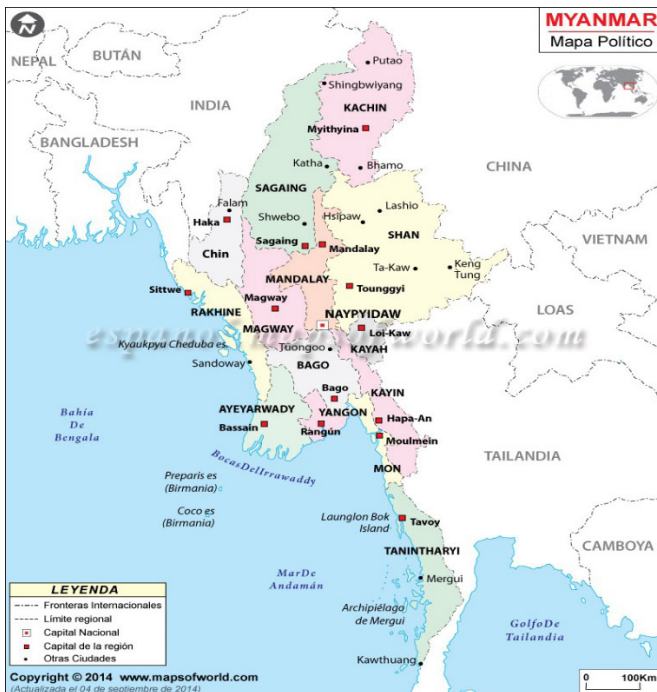 MYANMAR
Mapa Político
NEPAL
BUTÁN
Putao
Shingbwiyang
INDIA
KACHIN
Myithyina
BANGLADESH
Katha
Bhamo
CHINA
SAGAING
Falam
Haka
Shwebo
Hsipaw
Lashio
SHAN
Chin
Sagaing
Mandalay
VIETNAM
MANDALAY
Ta-Kaw
Keng
Tung
Sittwe
Magway
Tounggyi
LOAS
RAKHINE
NAYPYIDAW
MAGWAY
Loi-Kaw
Kyaukpyu Cheduba es.
Tuongoo
KAYAH
Sandoway
BAGO
KAYIN
Bago
AYEYARWADY
YANGON
Hapa-An
Bahía
De
Bengala
Bassain
Rangún
Moulmein
TAILANDIA
MON
BocasDelIrrawaddy
Preparis es
(Birmania)
Coco es
(Birmania)
Launglon Bok
Island
Tavoy
CAMBOYA
TANINTHARYI
MarDe
Andamán
Mergui
Archipiélago
de Mergui
GolfoDe
Tailandia
Kawthuang
LEYENDA
Fronteras Internacionales
Límite regional
Capital Nacional
Capital de la región
Otras Ciudades
0 100Km
Copyright © 2014 www.mapsofworld.com
(Actualizada el 04 de septiembre de 2014)